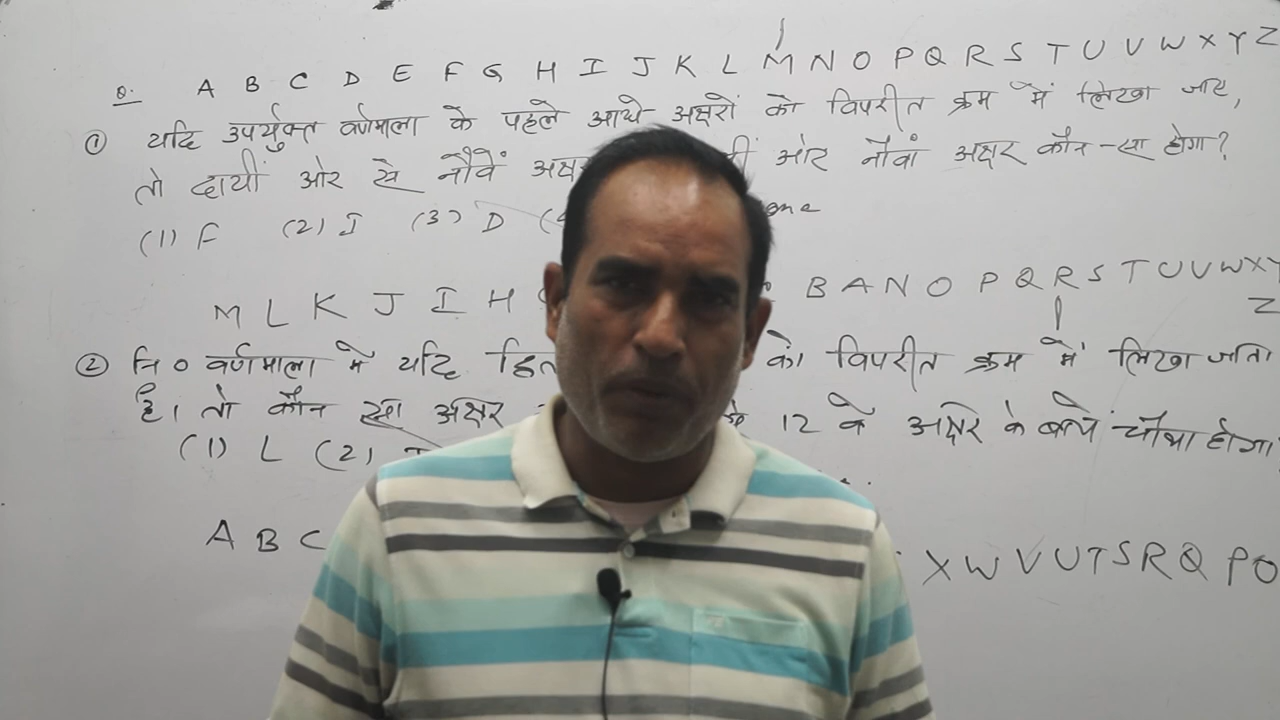 Q. A B C D E F G H I J K L M N O P Q R S T U V W X Y Z
① यदि उपर्युक्त वर्णमाला के पहले आधे अक्षरों को विपरीत क्रम में लिखा जाए,
तो दायीं ओर से नौवें अक्ष ओर नौवां अक्षर कौन-सा होगा?
(1) F (2) I (3) D
M L K J I H B A N O P Q R S T U V W X Y
Z
② नि० वर्णमाला में यदि को विपरीत क्रम में लिखा जाता
है। तो कौन सा अक्षर 12 वें अक्षर के बायें चौथा होगा
(1) L (2)
A B C X W V U T S R Q P O